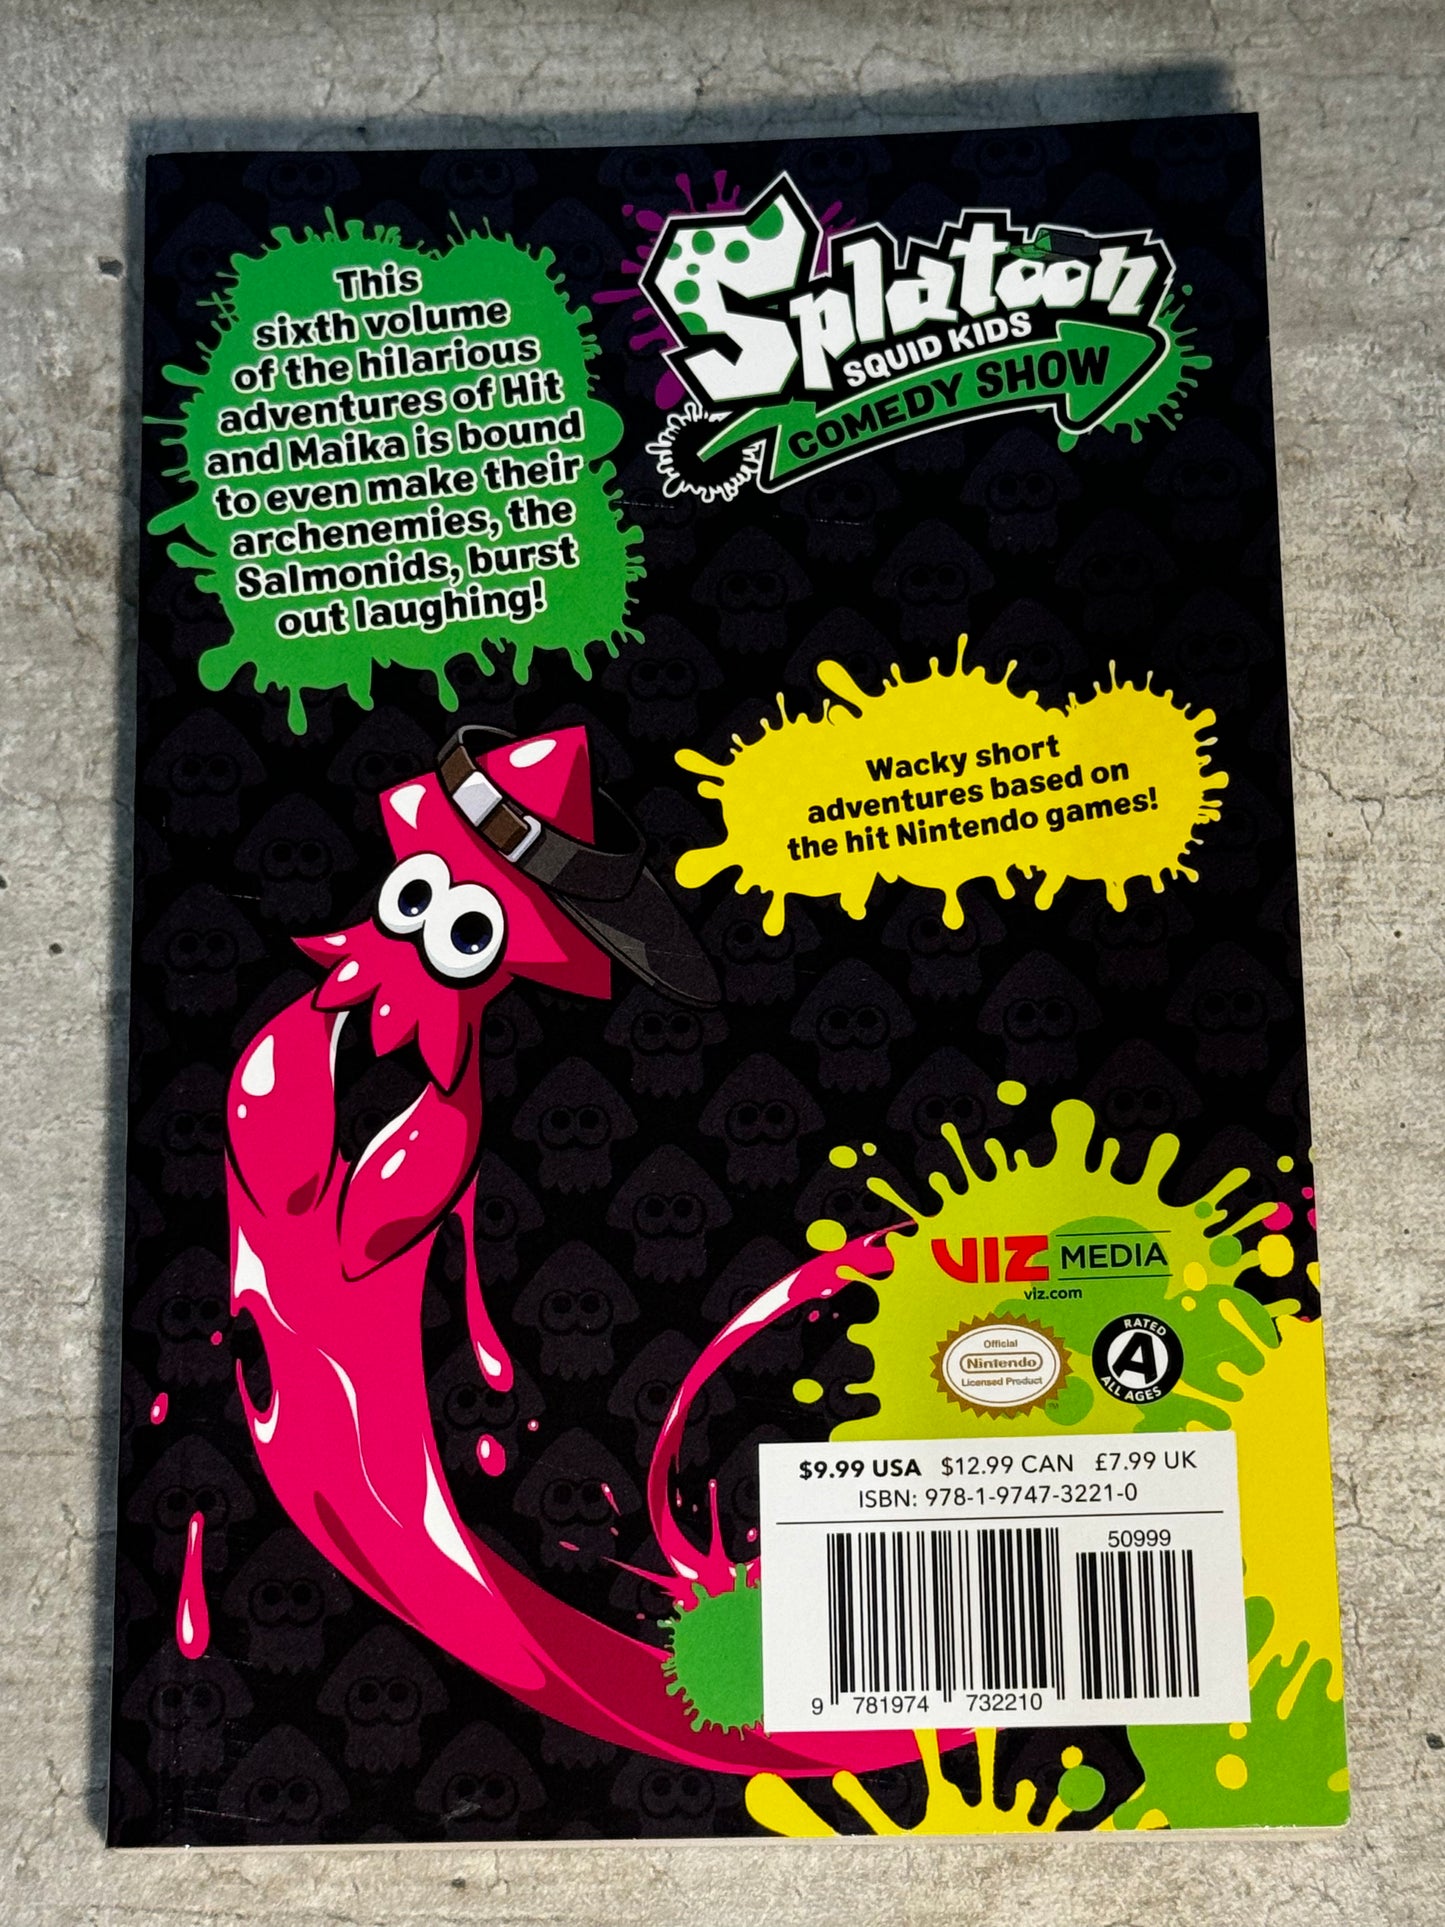 This
sixth volume
of the hilarious
adventures of Hit
and Maika is bound
to even make their
archenemies, the
Salmonids, burst
out laughing!
Splatoon
SQUID KIDS
COMEDY SHOW
Wacky short
adventures based on
the hit Nintendo games!
VIZ MEDIA
viz.com
Official
Nintendo
Licensed Product
TM
RATED
A
ALL AGES
$9.99 USA $12.99 CAN £7.99 UK
ISBN: 978-1-9747-3221-0
50999
9 781974 732210